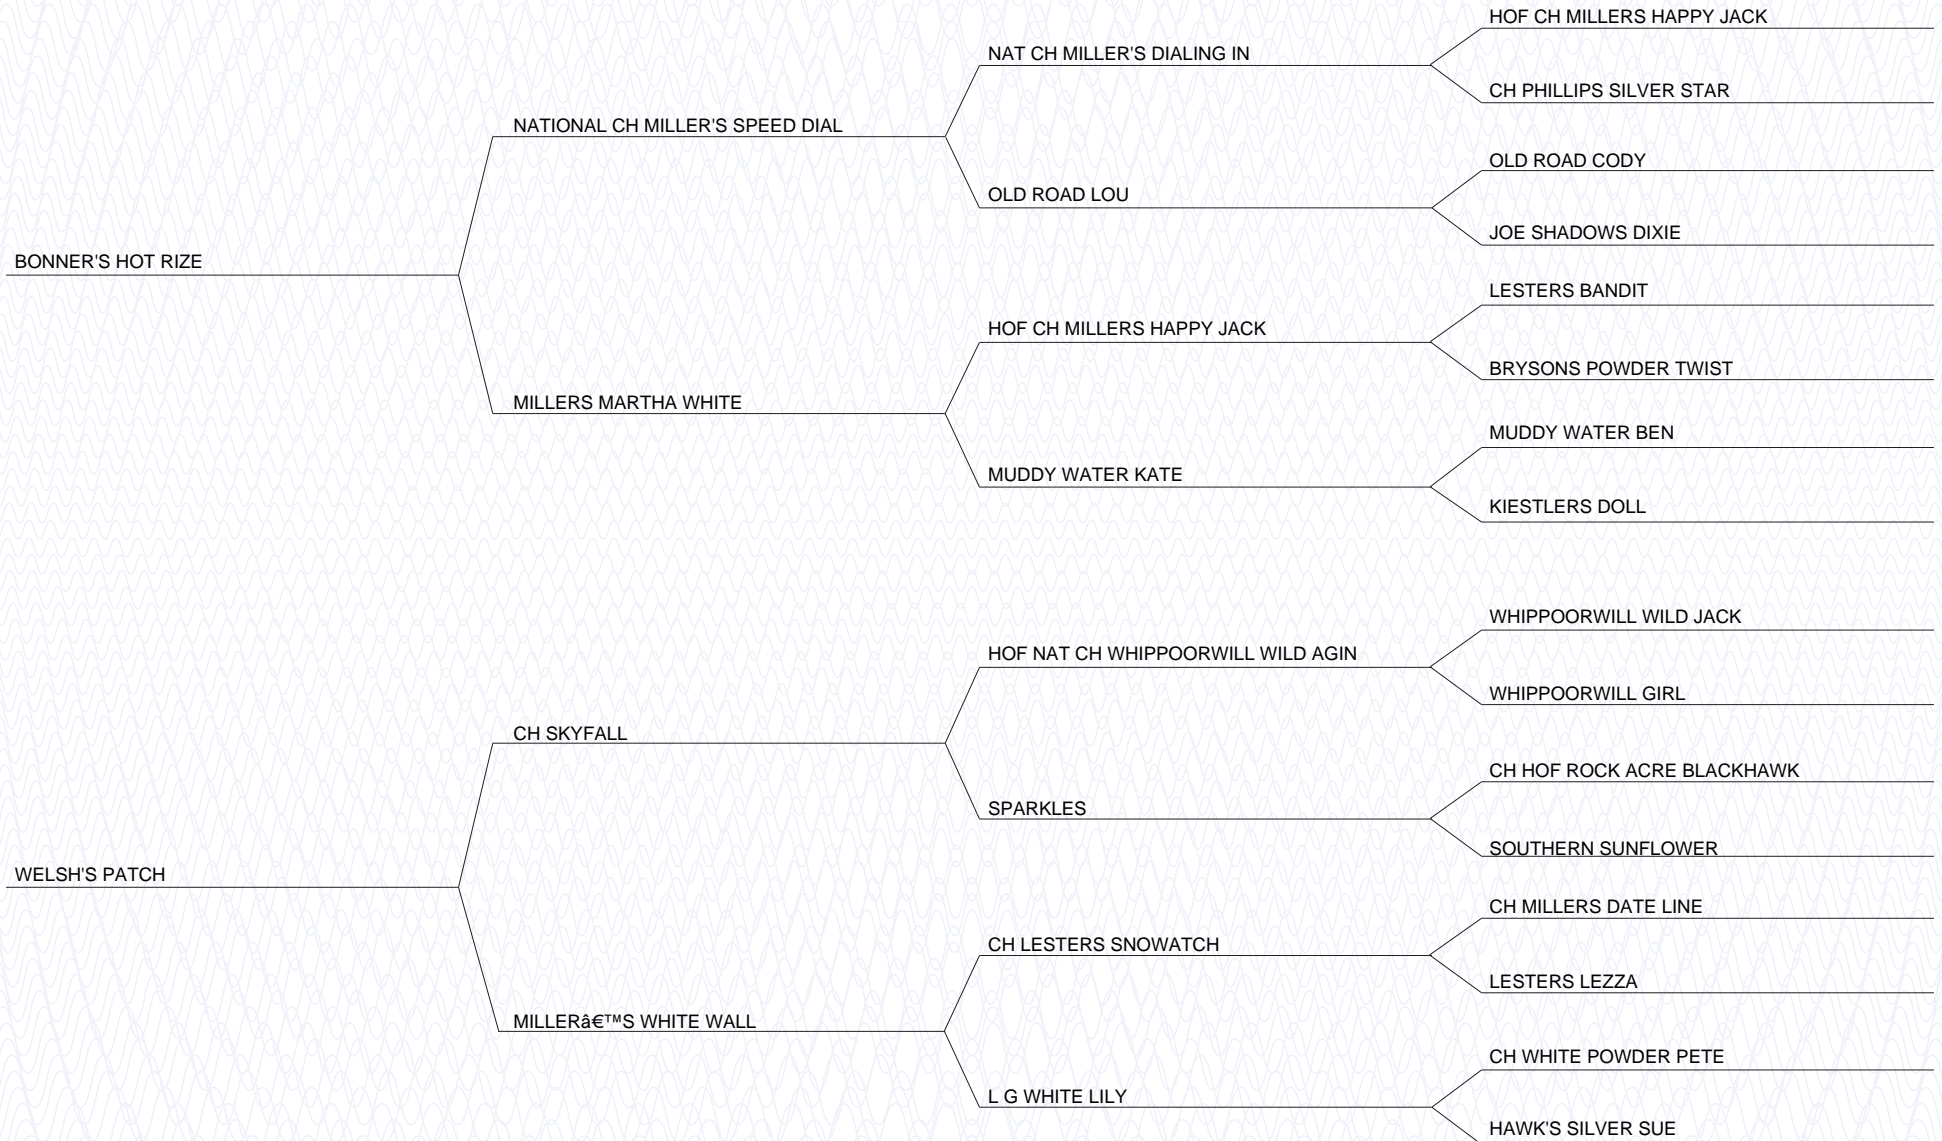 HOF CH MILLERS HAPPY JACK
NAT CH MILLER'S DIALING IN
CH PHILLIPS SILVER STAR
NATIONAL CH MILLER'S SPEED DIAL
OLD ROAD CODY
OLD ROAD LOU
JOE SHADOWS DIXIE
BONNER'S HOT RIZE
LESTERS BANDIT
HOF CH MILLERS HAPPY JACK
BRYSONS POWDER TWIST
MILLERS MARTHA WHITE
MUDDY WATER BEN
MUDDY WATER KATE
KIESTLERS DOLL
WHIPPOORWILL WILD JACK
HOF NAT CH WHIPPOORWILL WILD AGIN
WHIPPOORWILL GIRL
CH SKYFALL
CH HOF ROCK ACRE BLACKHAWK
SPARKLES
SOUTHERN SUNFLOWER
WELSH'S PATCH
CH MILLERS DATE LINE
CH LESTERS SNOWATCH
LESTERS LEZZA
MILLER’S WHITE WALL
CH WHITE POWDER PETE
L G WHITE LILY
HAWK'S SILVER SUE